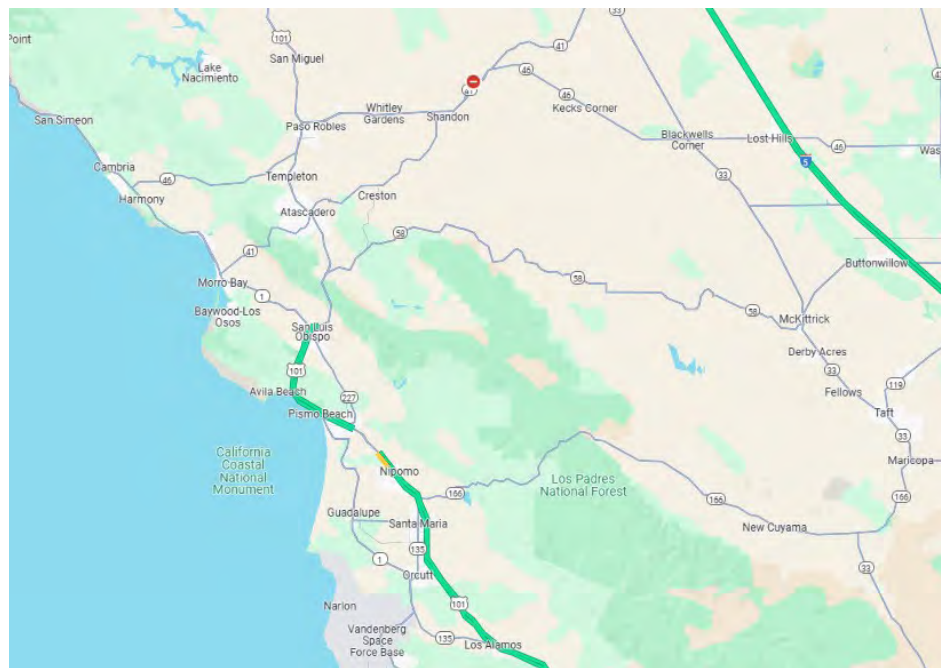 Point
101
San Miguel
33
41
Lake
Nacimiento
46
46
41
San Simeon
Whitley
Gardens
Shandon
Kecks Corner
Paso Robles
Blackwells
Corner
Lost Hills
46
Was
5
Cambria
46
Templeton
33
Harmony
Creston
Atascadero
58
41
Buttonwillow
Morro Bay
58
1
Baywood-Los
Osos
58
McKittrick
San Luis
Obispo
Derby Acres
101
33
119
Avila Beach
227
Fellows
Pismo Beach
Taft
33
California
Coastal
National
Monument
Maricopa
Nipomo
Los Padres
National Forest
166
166
166
Guadalupe
Santa Maria
New Cuyama
135
1
33
Orcutt
101
Narlon
Vandenberg
Space
Force Base
135
Los Alamos